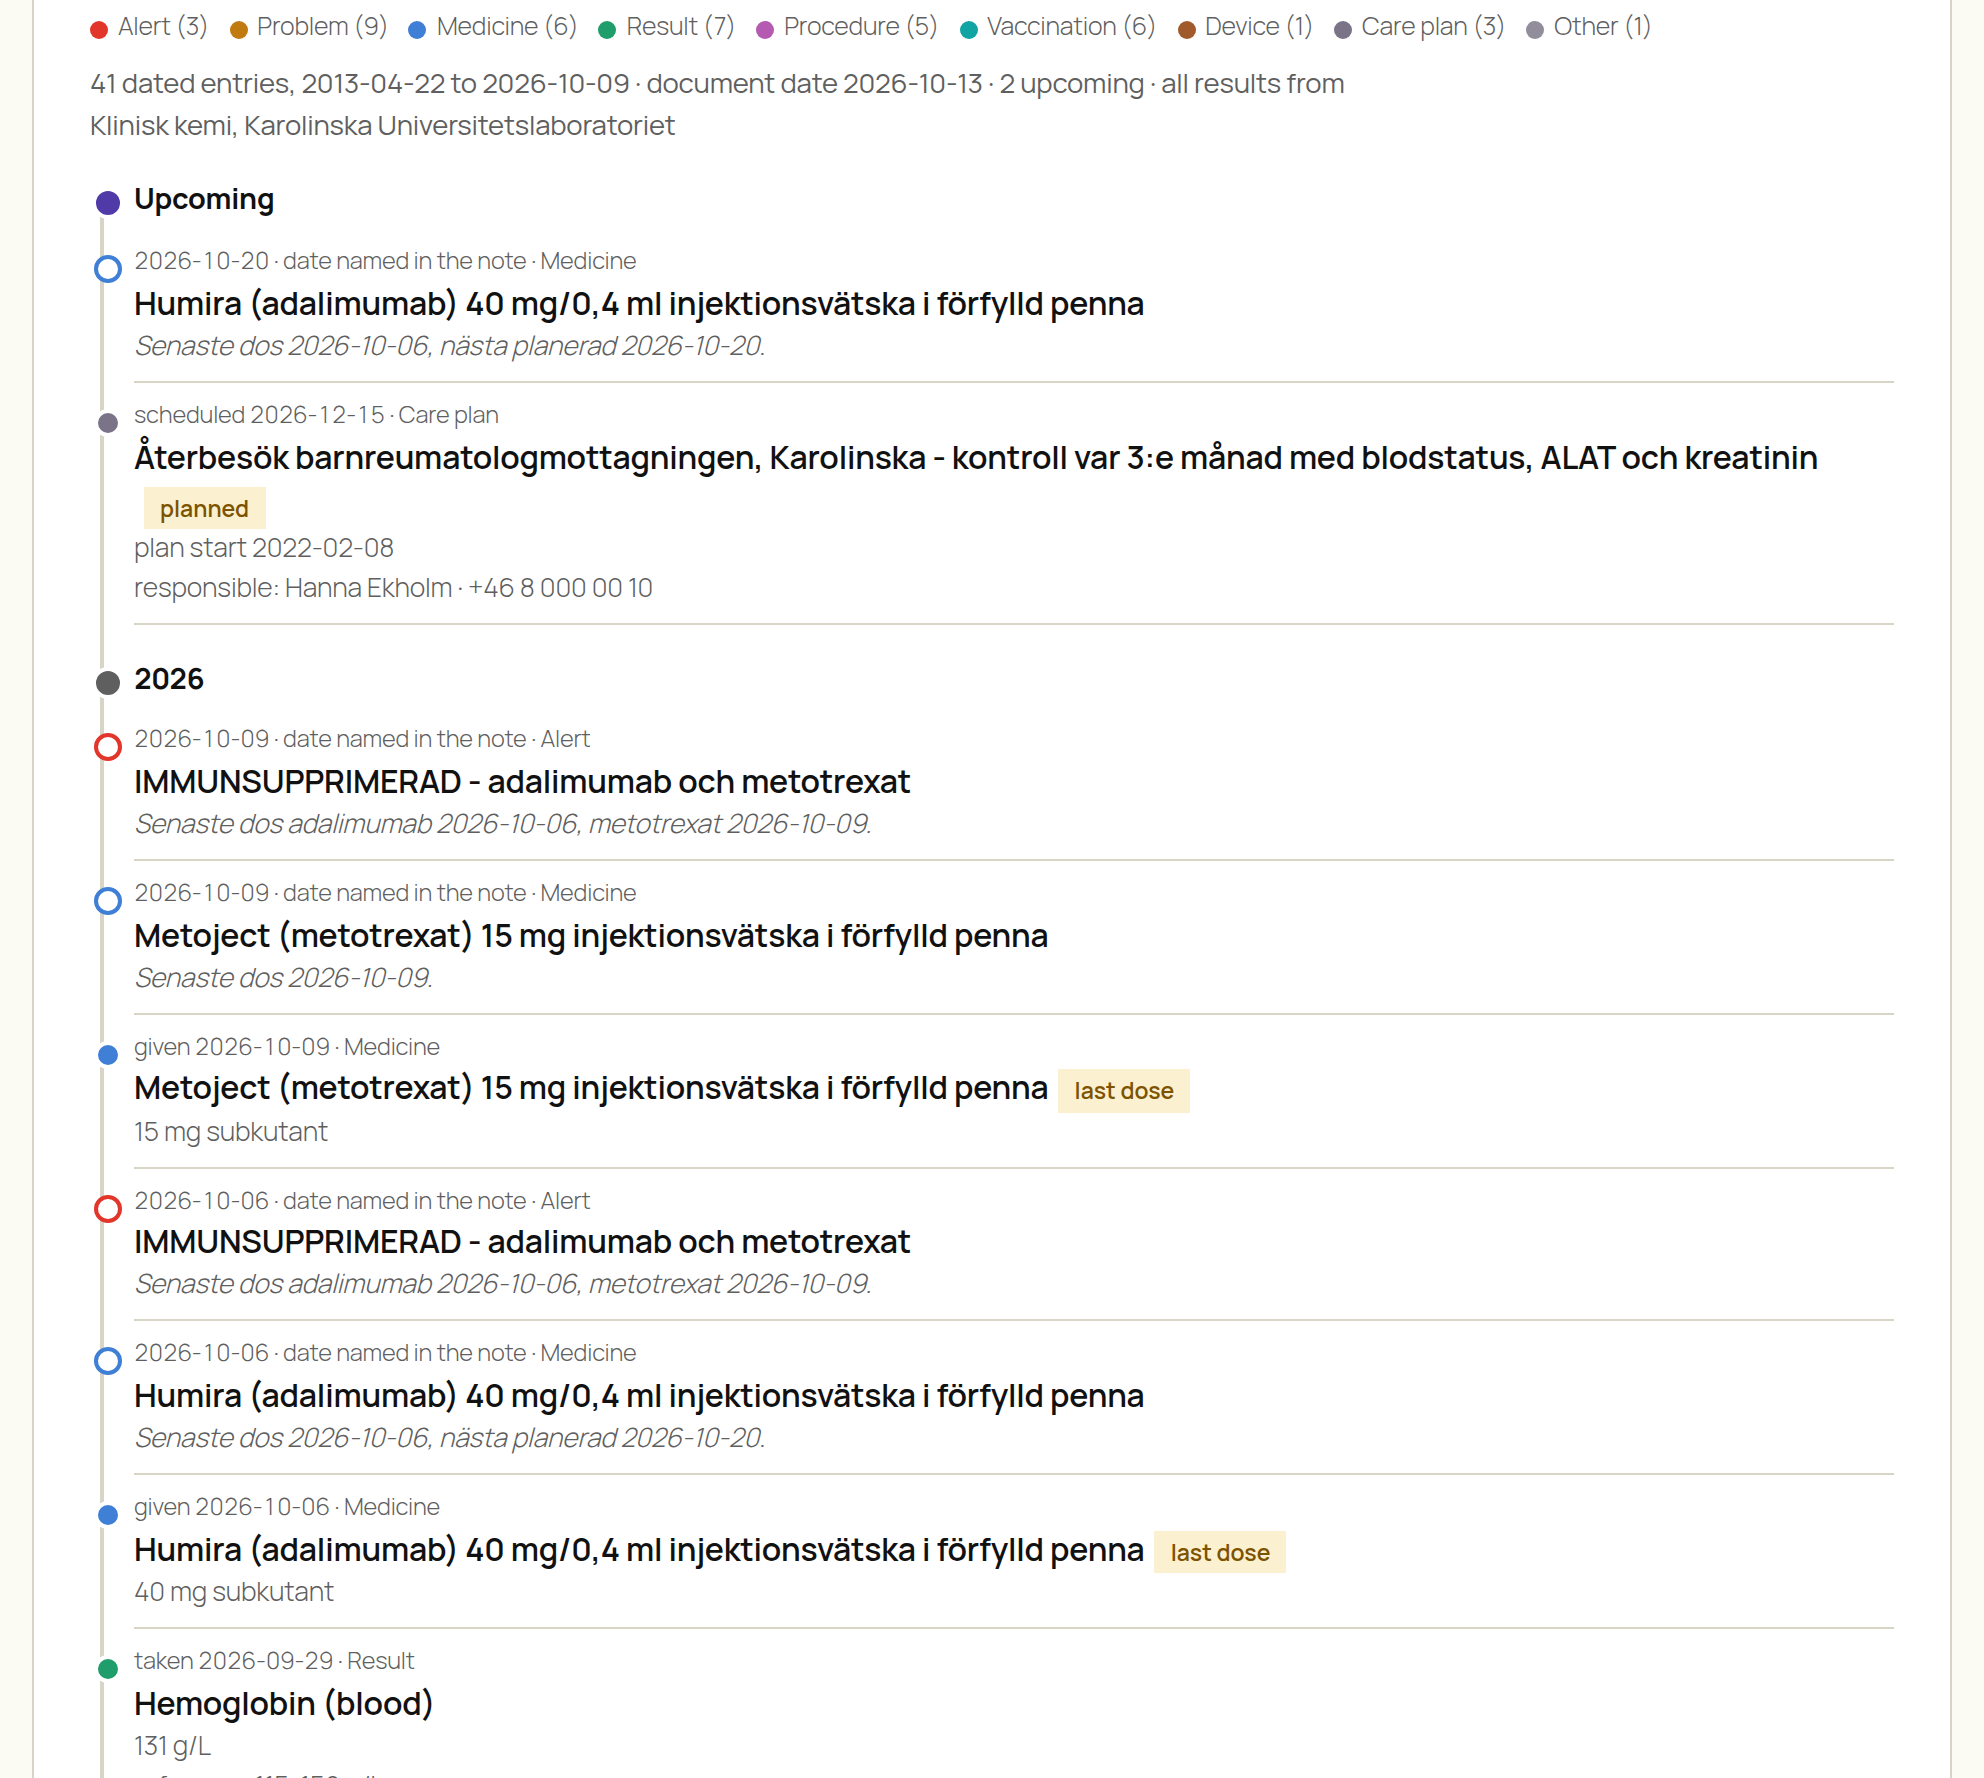 Alert (3) Problem (9) Medicine (6) Result (7) Procedure (5) Vaccination (6) Device (1) Care plan (3) Other (1)
41 dated entries, 2013-04-22 to 2026-10-09 · document date 2026-10-13 · 2 upcoming · all results from
Klinisk kemi, Karolinska Universitetslaboratoriet
Upcoming
2026-10-20 · date named in the note · Medicine
Humira (adalimumab) 40 mg/0,4 ml injektionsvätska i förfylld penna
Senaste dos 2026-10-06, nästa planerad 2026-10-20.
scheduled 2026-12-15 · Care plan
Återbesök barnreumatologmottagningen, Karolinska - kontroll var 3:e månad med blodstatus, ALAT och kreatinin
planned
plan start 2022-02-08
responsible: Hanna Ekholm · +46 8 000 00 10
2026
2026-10-09 · date named in the note · Alert
IMMUNSUPPRIMERAD - adalimumab och metotrexat
Senaste dos adalimumab 2026-10-06, metotrexat 2026-10-09.
2026-10-09 · date named in the note · Medicine
Metoject (metotrexat) 15 mg injektionsvätska i förfylld penna
Senaste dos 2026-10-09.
given 2026-10-09 · Medicine
Metoject (metotrexat) 15 mg injektionsvätska i förfylld penna last dose
15 mg subkutant
2026-10-06 · date named in the note · Alert
IMMUNSUPPRIMERAD - adalimumab och metotrexat
Senaste dos adalimumab 2026-10-06, metotrexat 2026-10-09.
2026-10-06 · date named in the note · Medicine
Humira (adalimumab) 40 mg/0,4 ml injektionsvätska i förfylld penna
Senaste dos 2026-10-06, nästa planerad 2026-10-20.
given 2026-10-06 · Medicine
Humira (adalimumab) 40 mg/0,4 ml injektionsvätska i förfylld penna last dose
40 mg subkutant
taken 2026-09-29 · Result
Hemoglobin (blood)
131 g/L